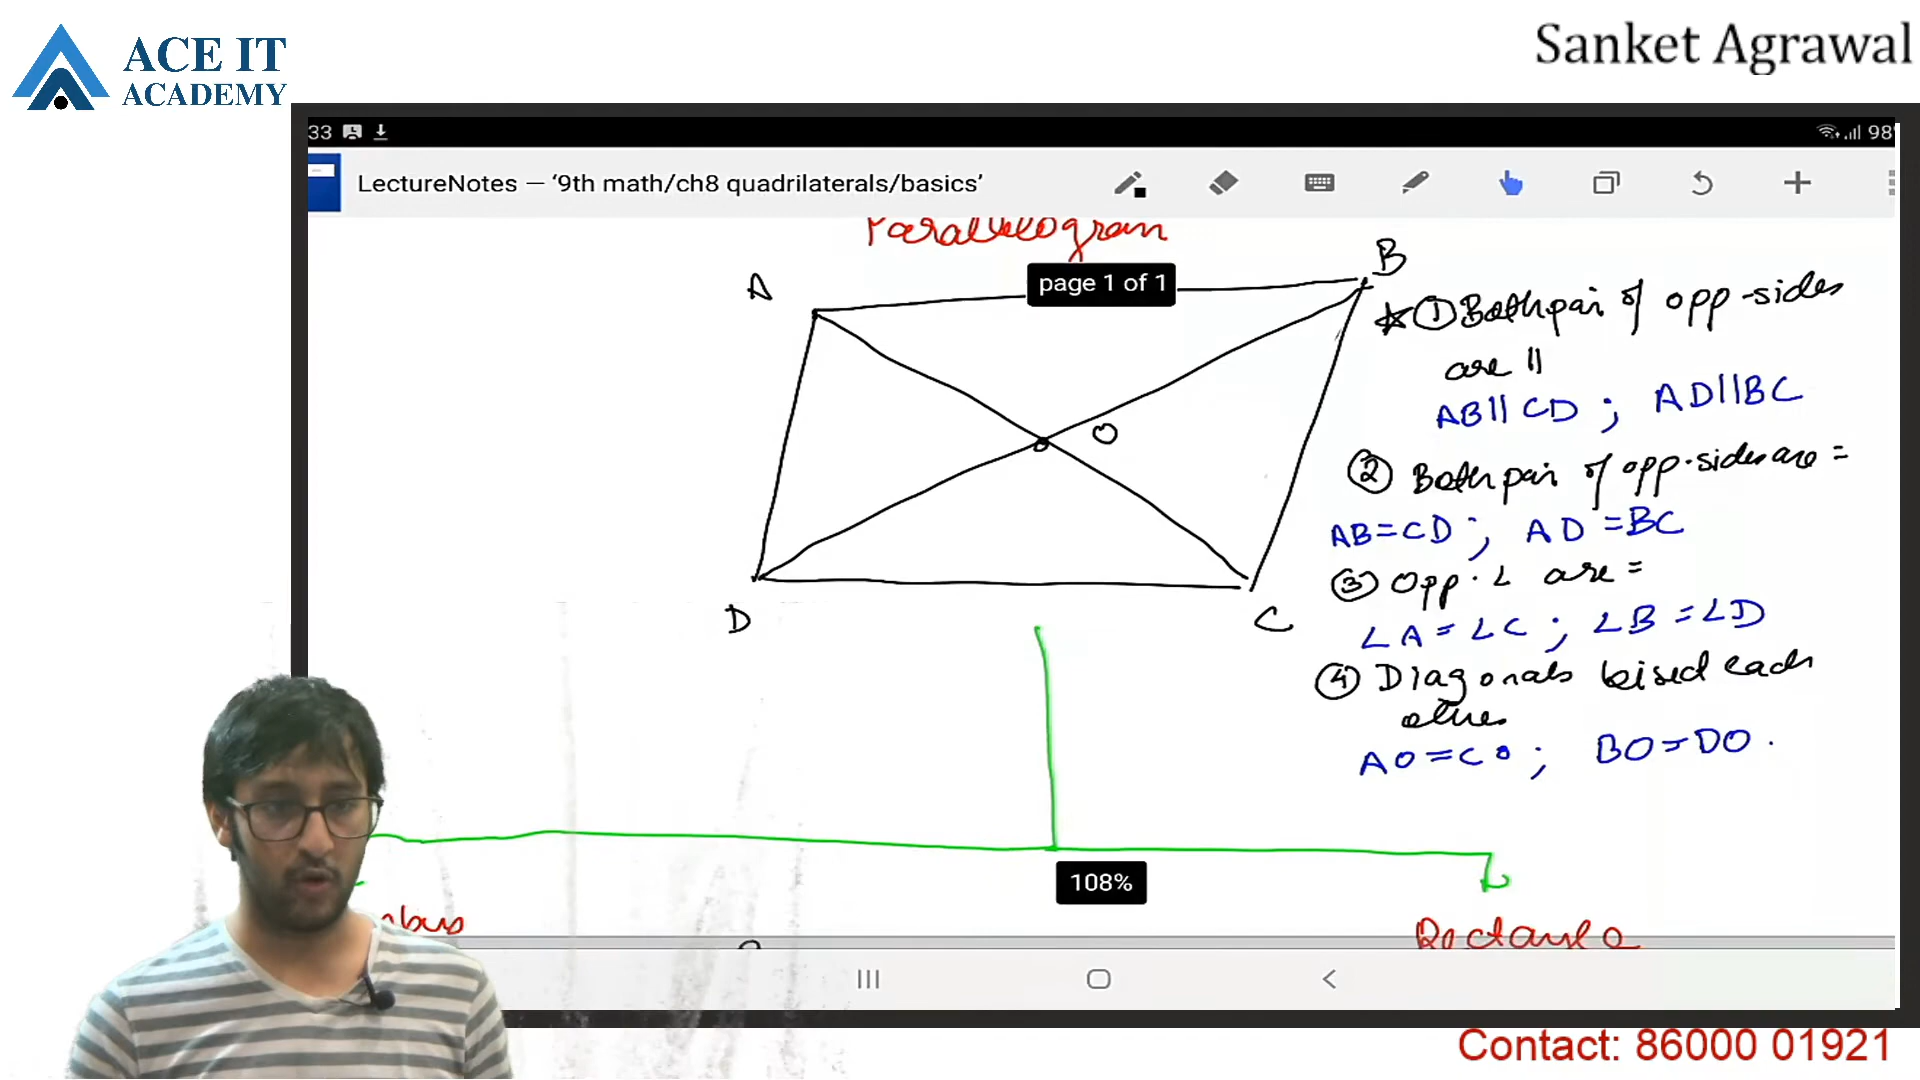 ACE IT
ACADEMY
Sanket Agrawal
33
98
LectureNotes — ‘9th math/ch8 quadrilaterals/basics’
Parallelogram
page 1 of 1
A
B
O
D
C
① Both pair of opp-sides
are ||
AB || CD ; AD || BC
② Both pair of opp.sides are =
AB = CD ; AD = BC
③ Opp. ∠ are =
∠A = ∠C ; ∠B = ∠D
④ Diagonals bisect each
other
AO = CO ; BO = DO .
108%
mbus
Rectangle
Contact: 86000 01921